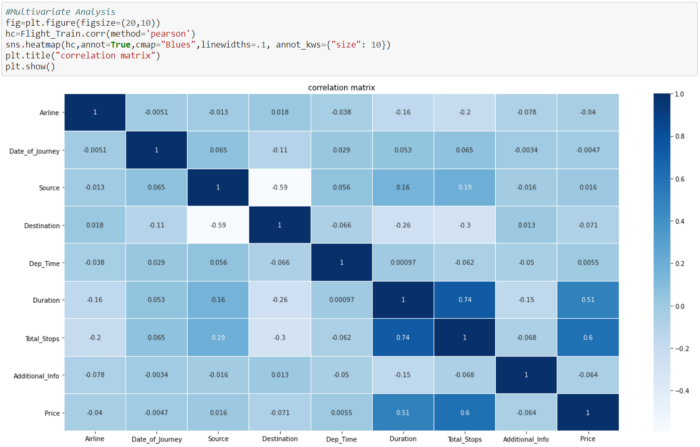 #Multivariate Analysis
fig=plt.figure(figsize=(20,10))
hc=Flight_Train.corr(method='pearson')
sns.heatmap(hc,annot=True,cmap="Blues",linewidths=.1, annot_kws={"size": 10})
plt.title("correlation matrix")
plt.show()
correlation matrix
Airline 1 -0.0051 -0.013 0.018 -0.038 -0.16 -0.2 -0.078 -0.04
Date_of_Journey -0.0051 1 0.065 -0.11 0.029 0.053 0.065 -0.0034 -0.0047
Source -0.013 0.065 1 -0.59 0.056 0.16 0.19 -0.016 0.016
Destination 0.018 -0.11 -0.59 1 -0.066 -0.26 -0.3 0.013 -0.071
Dep_Time -0.038 0.029 0.056 -0.066 1 0.00097 -0.062 -0.05 0.0055
Duration -0.16 0.053 0.16 -0.26 0.00097 1 0.74 -0.15 0.51
Total_Stops -0.2 0.065 0.19 -0.3 -0.062 0.74 1 -0.068 0.6
Additional_Info -0.078 -0.0034 -0.016 0.013 -0.05 -0.15 -0.068 1 -0.064
Price -0.04 -0.0047 0.016 -0.071 0.0055 0.51 0.6 -0.064 1
Airline Date_of_Journey Source Destination Dep_Time Duration Total_Stops Additional_Info Price
1.0
0.8
0.6
0.4
0.2
0.0
-0.2
-0.4